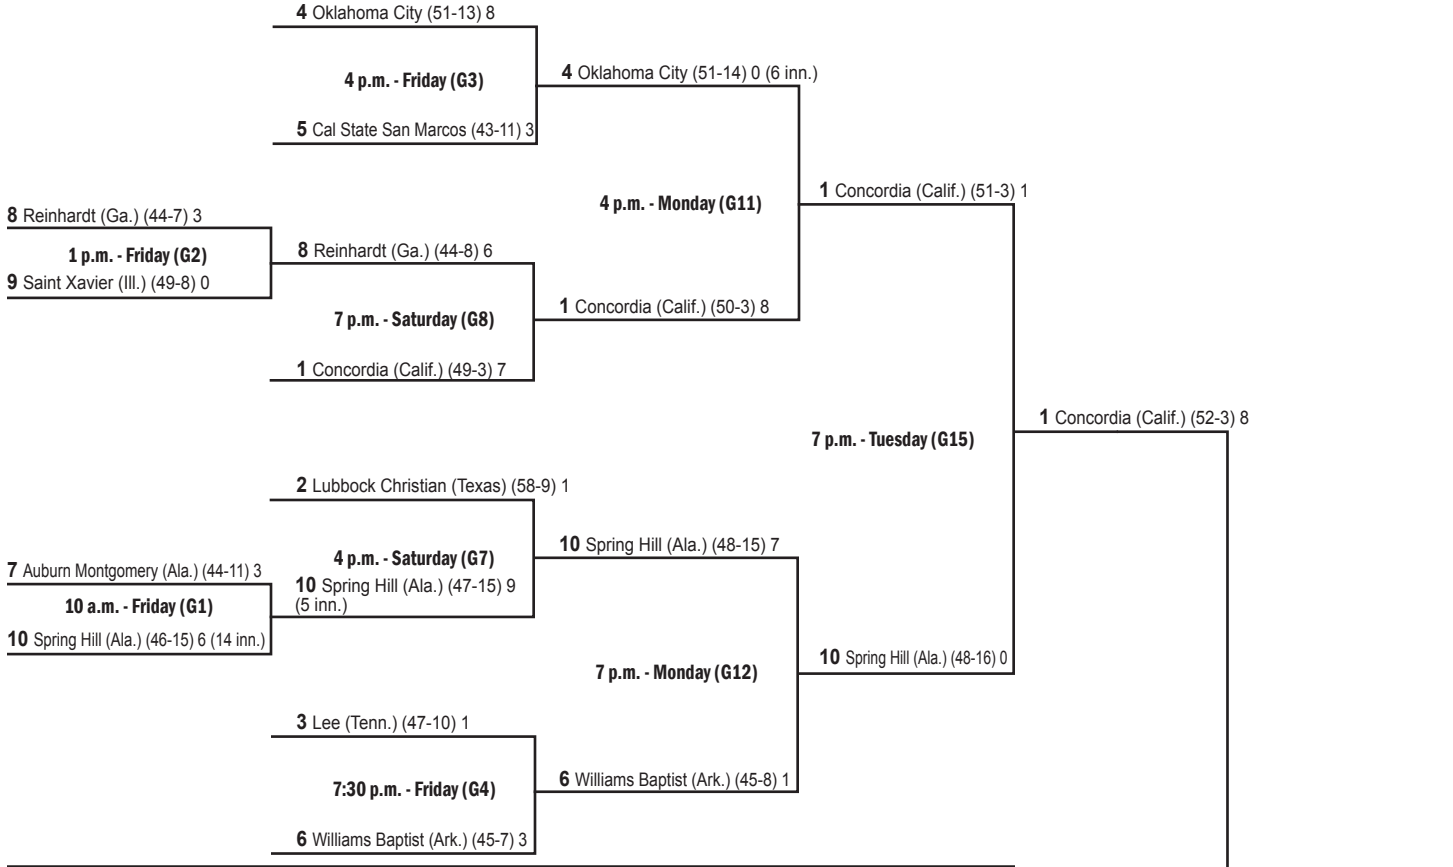 4 Oklahoma City (51-13) 8
4 p.m. - Friday (G3)
4 Oklahoma City (51-14) 0 (6 inn.)
5 Cal State San Marcos (43-11) 3
4 p.m. - Monday (G11)
1 Concordia (Calif.) (51-3) 1
8 Reinhardt (Ga.) (44-7) 3
1 p.m. - Friday (G2)
9 Saint Xavier (Ill.) (49-8) 0
8 Reinhardt (Ga.) (44-8) 6
7 p.m. - Saturday (G8)
1 Concordia (Calif.) (50-3) 8
1 Concordia (Calif.) (49-3) 7
7 p.m. - Tuesday (G15)
1 Concordia (Calif.) (52-3) 8
2 Lubbock Christian (Texas) (58-9) 1
4 p.m. - Saturday (G7)
10 Spring Hill (Ala.) (48-15) 7
7 Auburn Montgomery (Ala.) (44-11) 3
10 a.m. - Friday (G1)
10 Spring Hill (Ala.) (46-15) 6 (14 inn.)
10 Spring Hill (Ala.) (47-15) 9
(5 inn.)
7 p.m. - Monday (G12)
10 Spring Hill (Ala.) (48-16) 0
3 Lee (Tenn.) (47-10) 1
7:30 p.m. - Friday (G4)
6 Williams Baptist (Ark.) (45-8) 1
6 Williams Baptist (Ark.) (45-7) 3